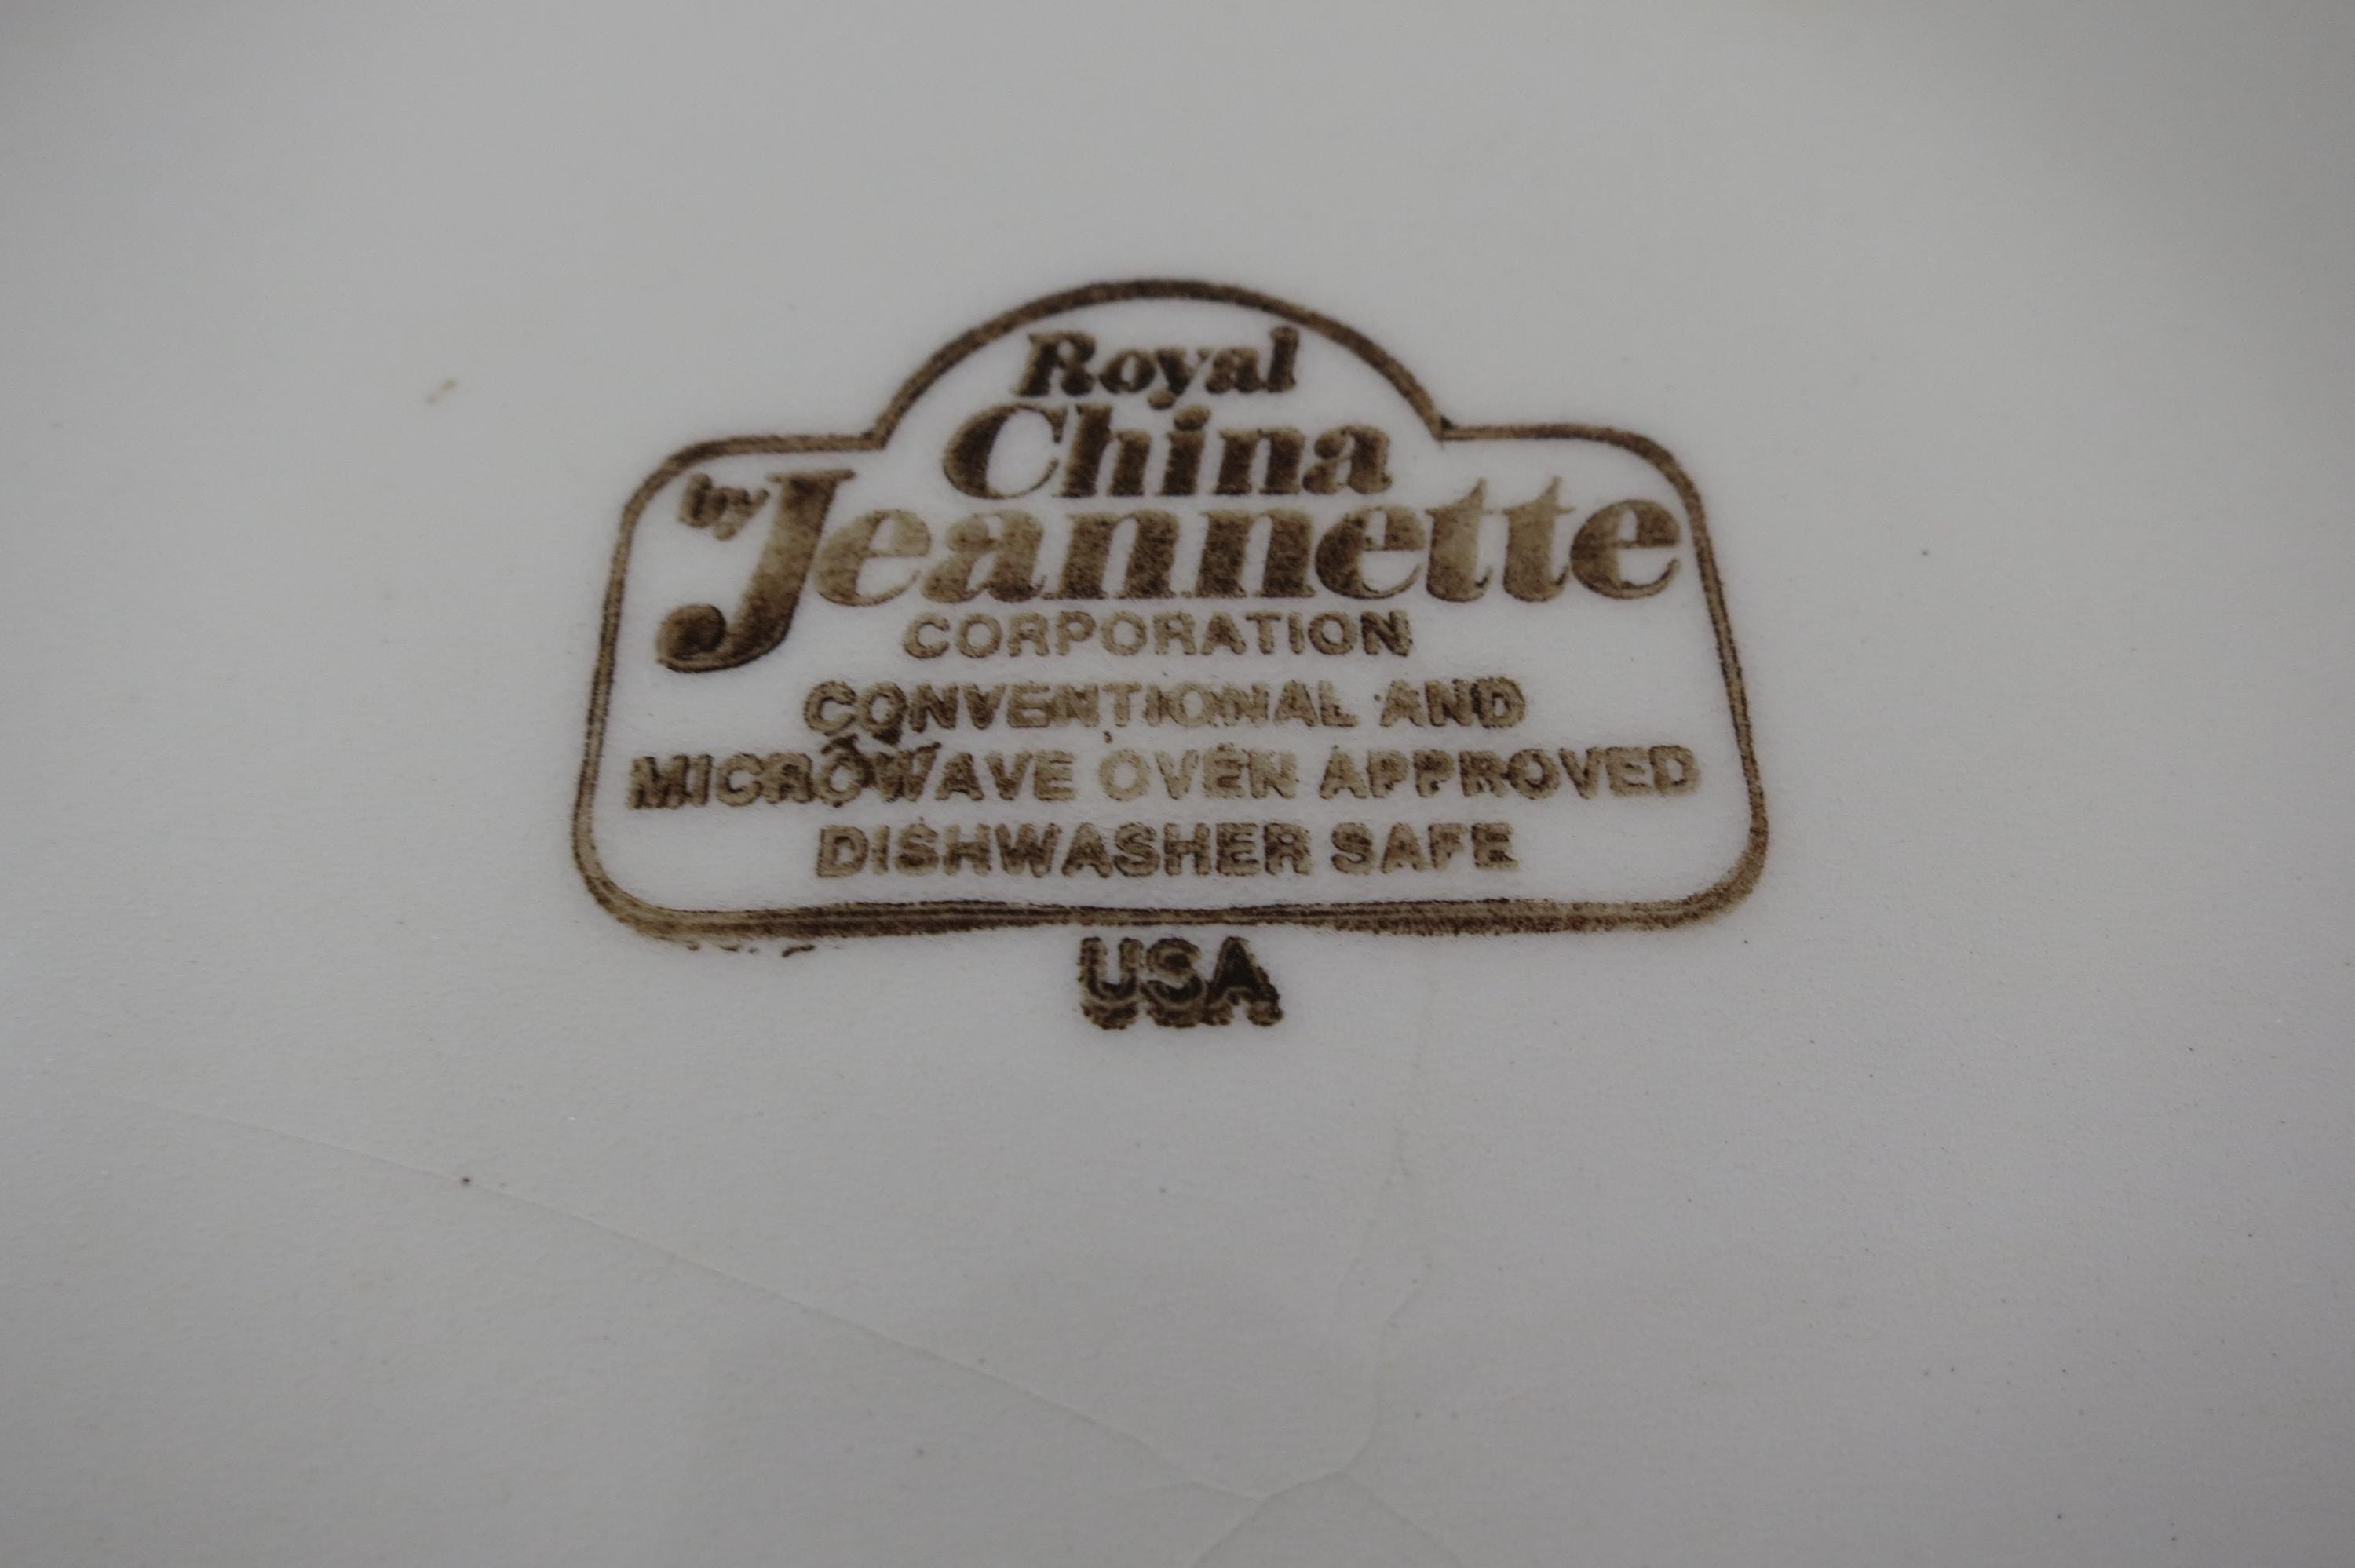 Royal
China
by Jeannette
CORPORATION
CONVENTIONAL AND
MICROWAVE OVEN APPROVED
DISHWASHER SAFE
USA